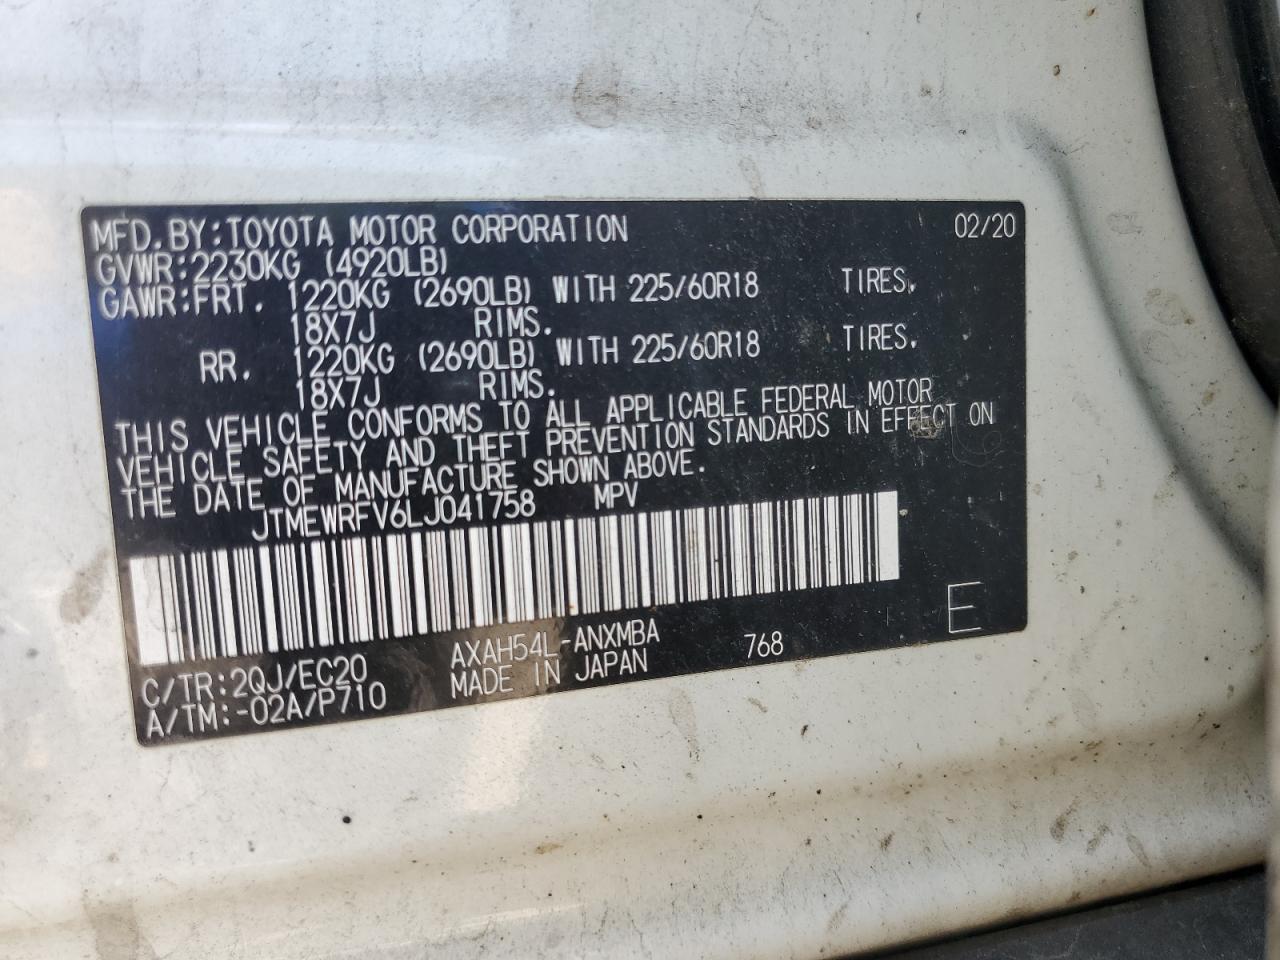 MFD.BY:TOYOTA MOTOR CORPORATION 02/20
GVWR:2230KG (4920LB)
GAWR:FRT. 1220KG (2690LB) WITH 225/60R18 TIRES,
18X7J RIMS.
RR. 1220KG (2690LB) WITH 225/60R18 TIRES,
18X7J RIMS.
THIS VEHICLE CONFORMS TO ALL APPLICABLE FEDERAL MOTOR
VEHICLE SAFETY AND THEFT PREVENTION STANDARDS IN EFFECT ON
THE DATE OF MANUFACTURE SHOWN ABOVE.
JTMEWRFV6LJ041758 MPV
C/TR:2QJ/EC20 AXAH54L-ANXMBA 768 E
A/TM:-02A/P710 MADE IN JAPAN